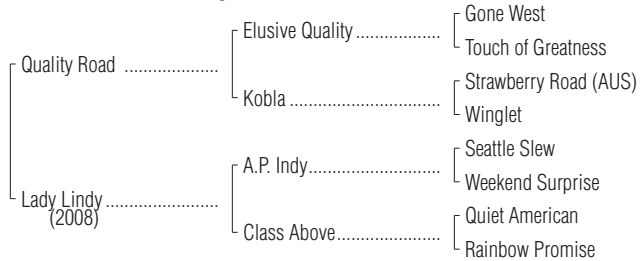 Gone West
Elusive Quality ..................
Touch of Greatness
Quality Road ....................
Strawberry Road (AUS)
Kobla ................................
Winglet
Seattle Slew
A.P. Indy............................
Weekend Surprise
Lady Lindy ........................
(2008)
Quiet American
Class Above......................
Rainbow Promise